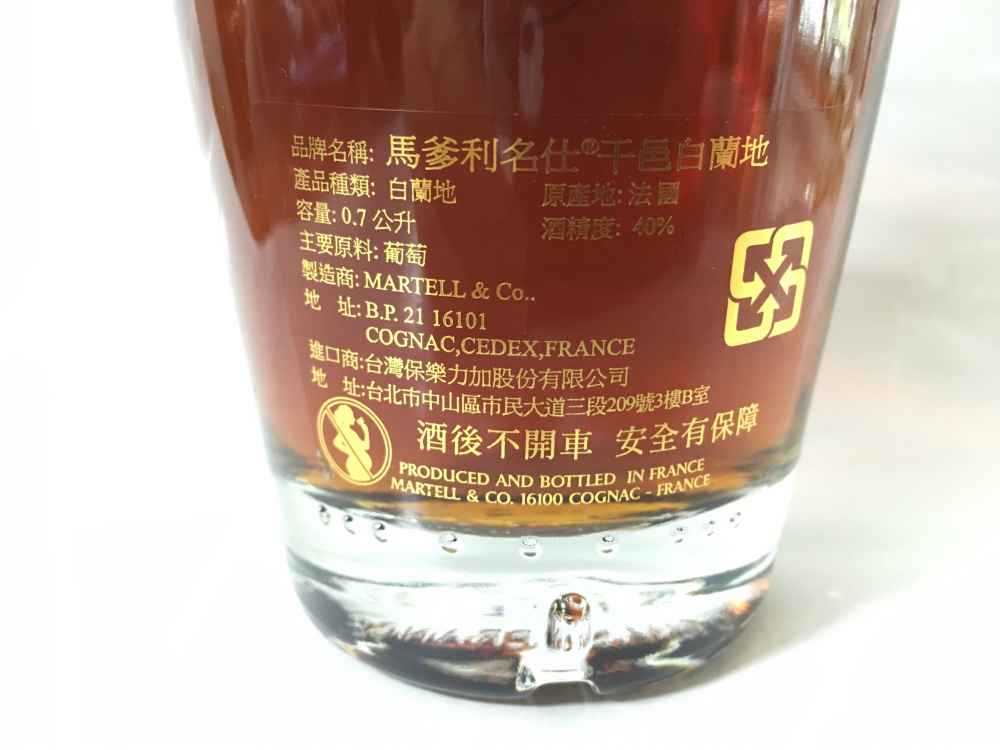 品牌名稱: 馬爹利名仕®干邑白蘭地
產品種類: 白蘭地 原產地: 法國
容量: 0.7 公升 酒精度: 40%
主要原料: 葡萄
製造商: MARTELL & Co..
地 址: B.P. 21 16101
COGNAC,CEDEX,FRANCE
進口商:台灣保樂力加股份有限公司
地 址:台北市中山區市民大道三段209號3樓B室
酒後不開車 安全有保障
PRODUCED AND BOTTLED IN FRANCE
MARTELL & CO. 16100 COGNAC - FRANCE